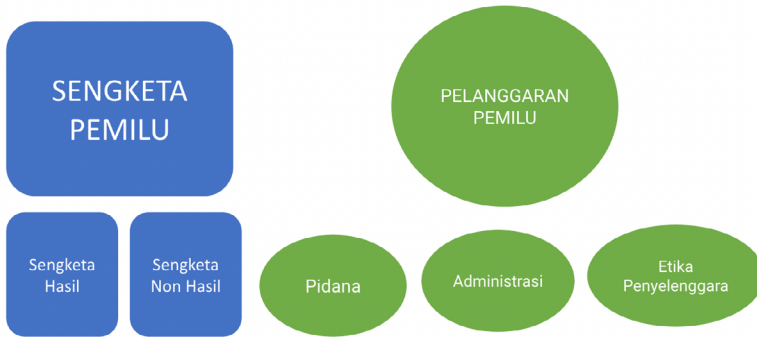 SENGKETA
PEMILU
PELANGGARAN
PEMILU
Sengketa
Hasil
Sengketa
Non Hasil
Pidana
Administrasi
Etika
Penyelenggara